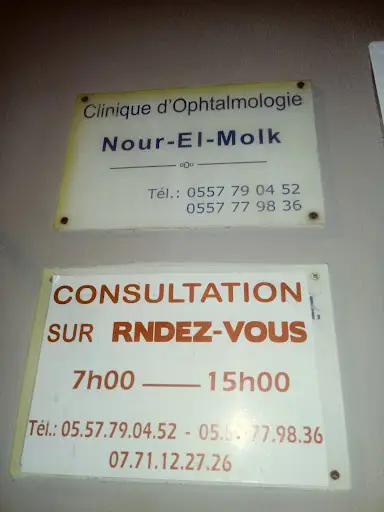 Clinique d'Ophtalmologie
Nour-El-Molk
Tél.: 0557 79 04 52
0557 77 98 36
CONSULTATION
SUR RNDEZ-VOUS
7h00 — 15h00
Tél.: 05.57.79.04.52 -
07.71.12.27.26